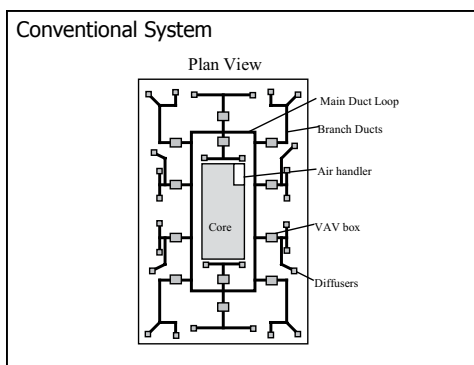 Conventional System
Plan View
Main Duct Loop
Branch Ducts
Air handler
Core
VAV box
Diffusers